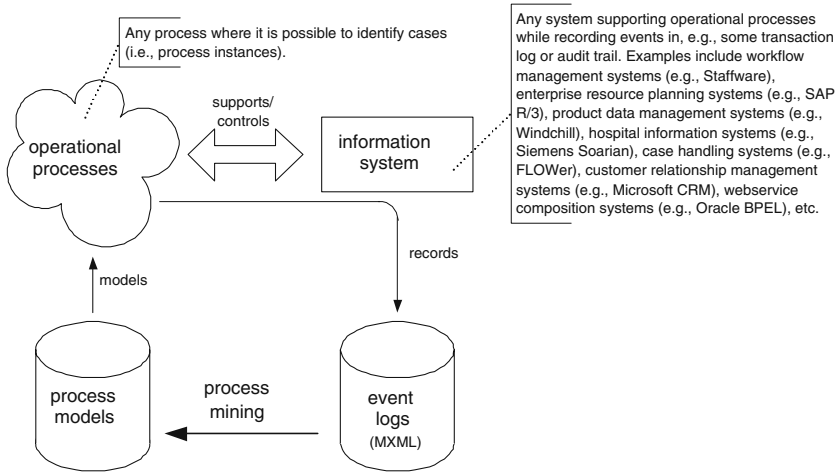 Any process where it is possible to identify cases
(i.e., process instances).
Any system supporting operational processes
while recording events in, e.g., some transaction
log or audit trail. Examples include workflow
management systems (e.g., Staffware),
enterprise resource planning systems (e.g., SAP
R/3), product data management systems (e.g.,
Windchill), hospital information systems (e.g.,
Siemens Soarian), case handling systems (e.g.,
FLOWer), customer relationship management
systems (e.g., Microsoft CRM), webservice
composition systems (e.g., Oracle BPEL), etc.
supports/
controls
operational
processes
information
system
models
records
process
models
process
mining
event
logs
(MXML)